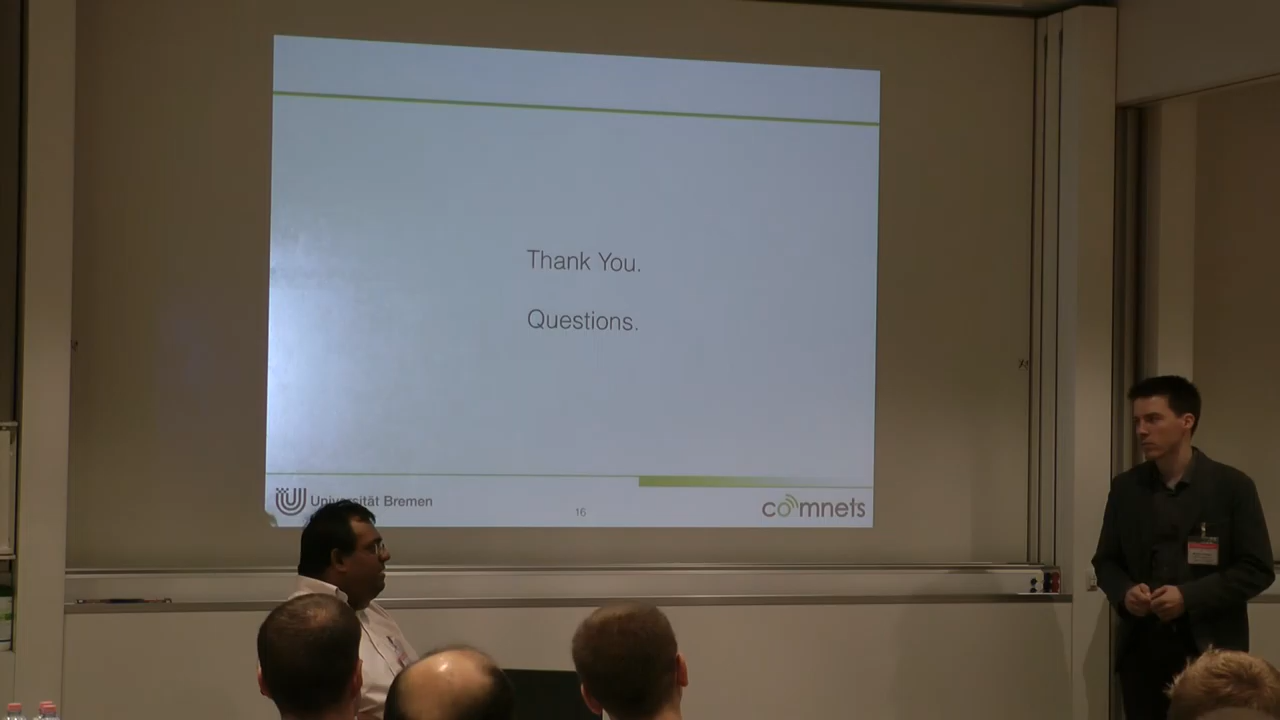 Thank You.
Questions.
Universität Bremen
16
comnets